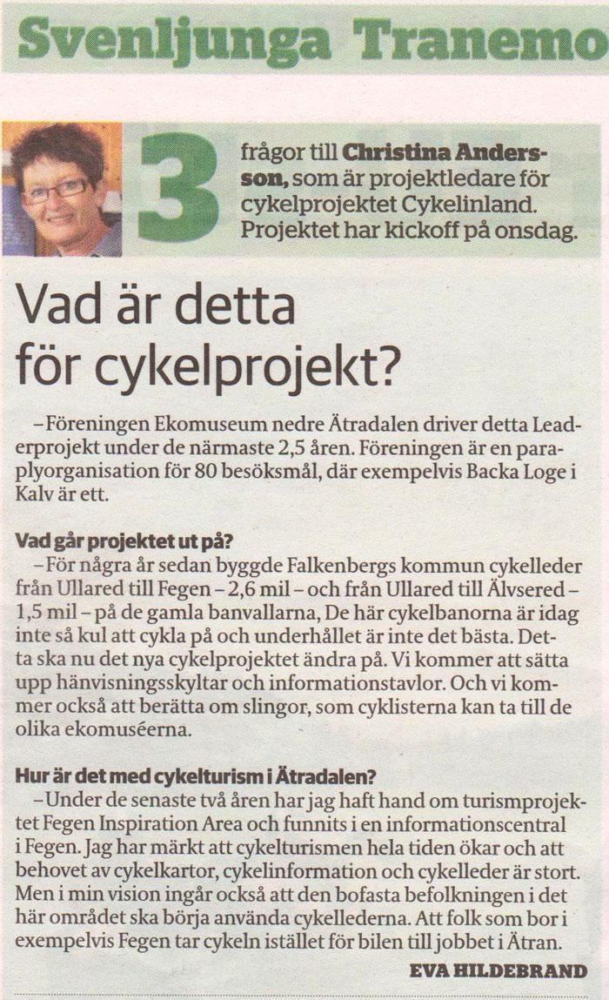 Svenljunga Tranemo
3
frågor till Christina Anders-
son, som är projektledare för
cykelprojektet Cykelinland.
Projektet har kickoff på onsdag.
Vad är detta
för cykelprojekt?
–Föreningen Ekomuseum nedre Ätradalen driver detta Lead-
erprojekt under de närmaste 2,5 åren. Föreningen är en para-
plyorganisation för 80 besöksmål, där exempelvis Backa Loge i
Kalv är ett.
Vad går projektet ut på?
–För några år sedan byggde Falkenbergs kommun cykelleder
från Ullared till Fegen – 2,6 mil – och från Ullared till Älvsered –
1,5 mil – på de gamla banvallarna, De här cykelbanorna är idag
inte så kul att cykla på och underhållet är inte det bästa. Det-
ta ska nu det nya cykelprojektet ändra på. Vi kommer att sätta
upp hänvisningsskyltar och informationstavlor. Och vi kom-
mer också att berätta om slingor, som cyklisterna kan ta till de
olika ekomuséerna.
Hur är det med cykelturism i Ätradalen?
–Under de senaste två åren har jag haft hand om turismprojek-
tet Fegen Inspiration Area och funnits i en informationscentral
i Fegen. Jag har märkt att cykelturismen hela tiden ökar och att
behovet av cykelkartor, cykelinformation och cykelleder är stort.
Men i min vision ingår också att den bofasta befolkningen i det
här området ska börja använda cykellederna. Att folk som bor i
exempelvis Fegen tar cykeln istället för bilen till jobbet i Ätran.
EVA HILDEBRAND